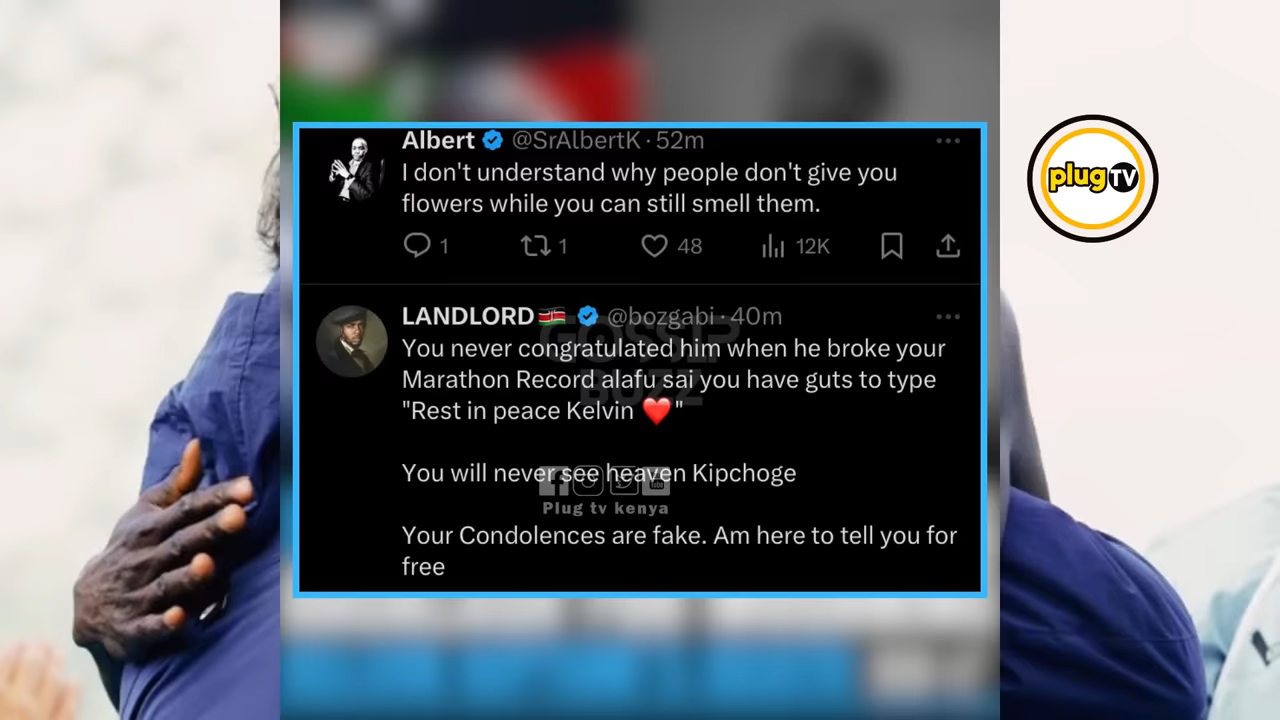 Albert @SrAlbertK · 52m
I don't understand why people don't give you
flowers while you can still smell them.
1 1 48 12K
plug TV
LANDLORD🇰🇪 @bozgabi · 40m
You never congratulated him when he broke your
Marathon Record alafu sai you have guts to type
"Rest in peace Kelvin ❤️"
GOSSIP
BUZZ
You will never see heaven Kipchoge
Plug tv kenya
Your Condolences are fake. Am here to tell you for
free